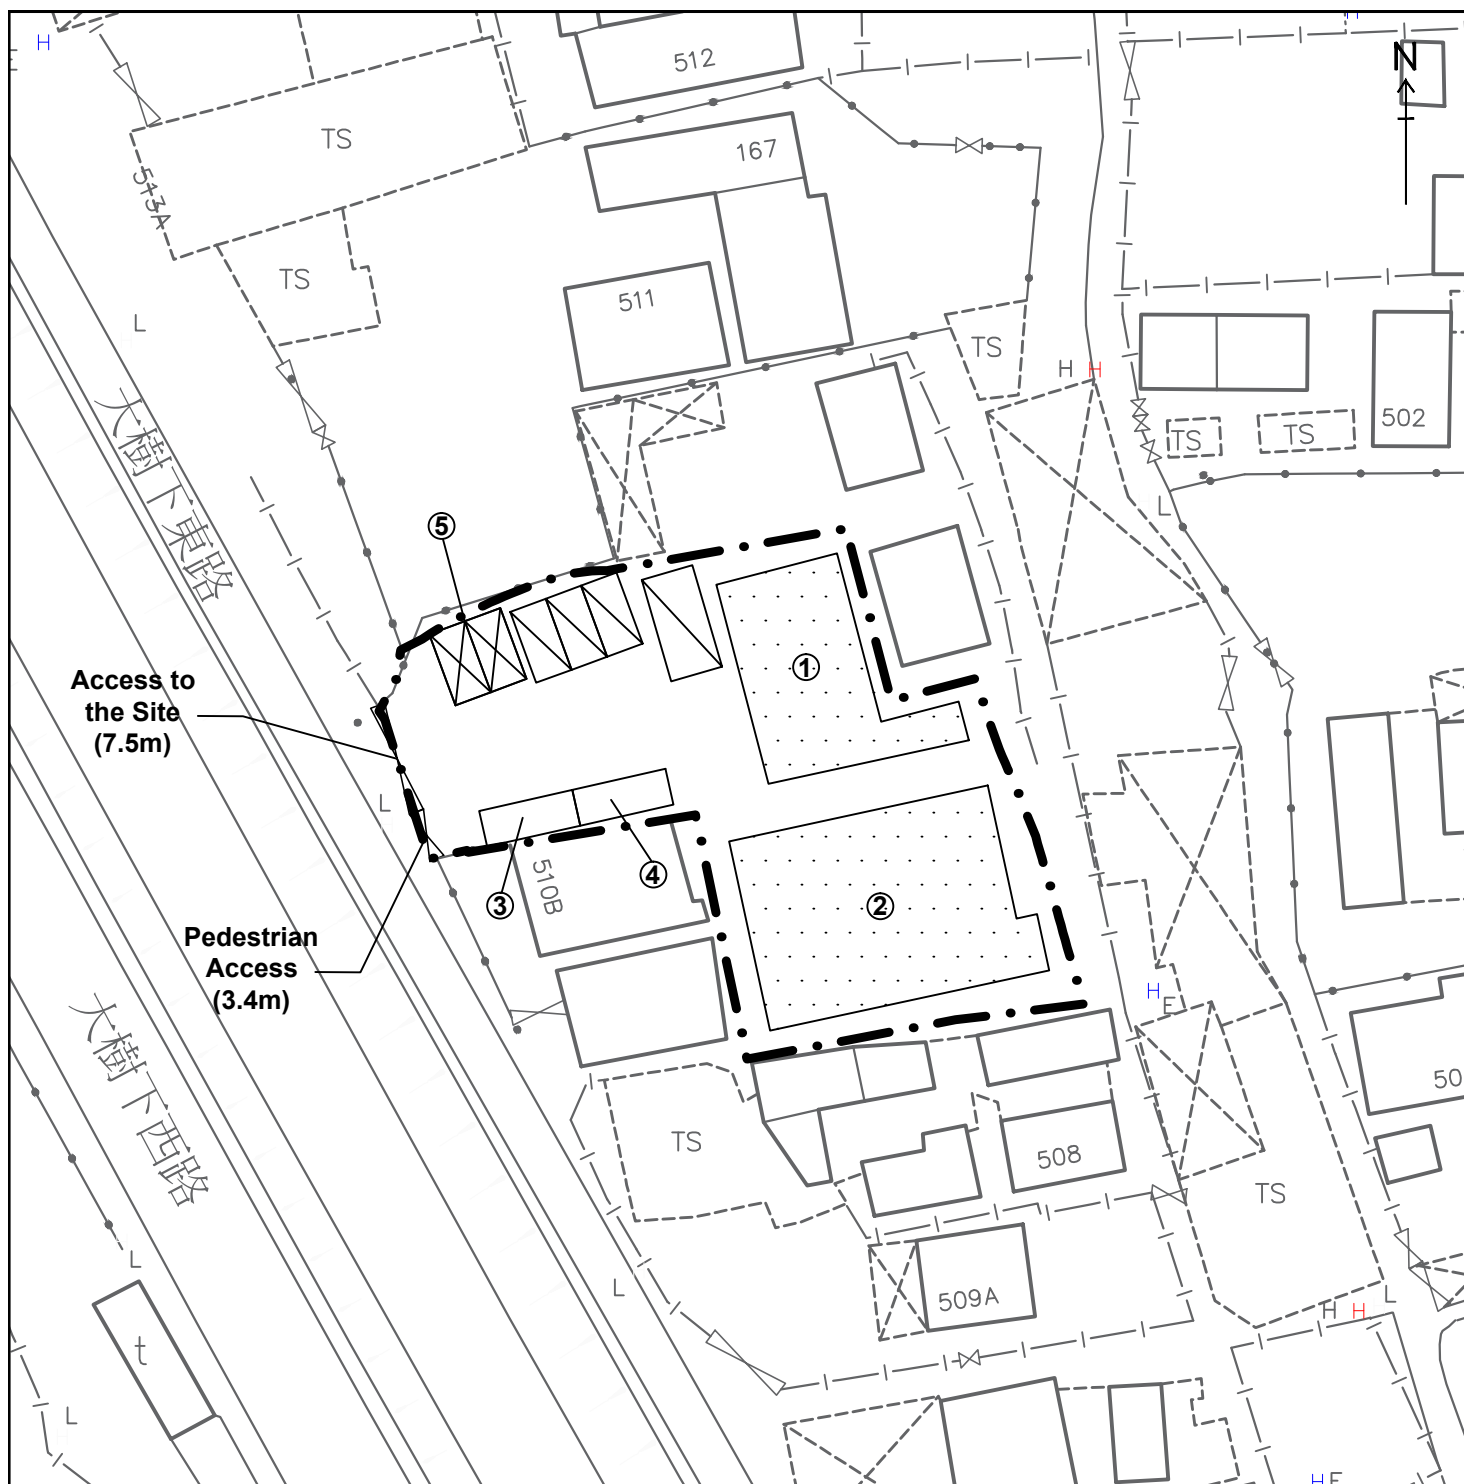 H
512
N
TS
167
513A
TS
511
L
TS
H H
502
TS
TS
大樹下東路
L
⑤
①
Access to
the Site
(7.5m)
L
④
③
510B
②
Pedestrian
Access
(3.4m)
H
E
大樹下西路
TS
508
TS
L
L
509A
L
H H
t
L
H E